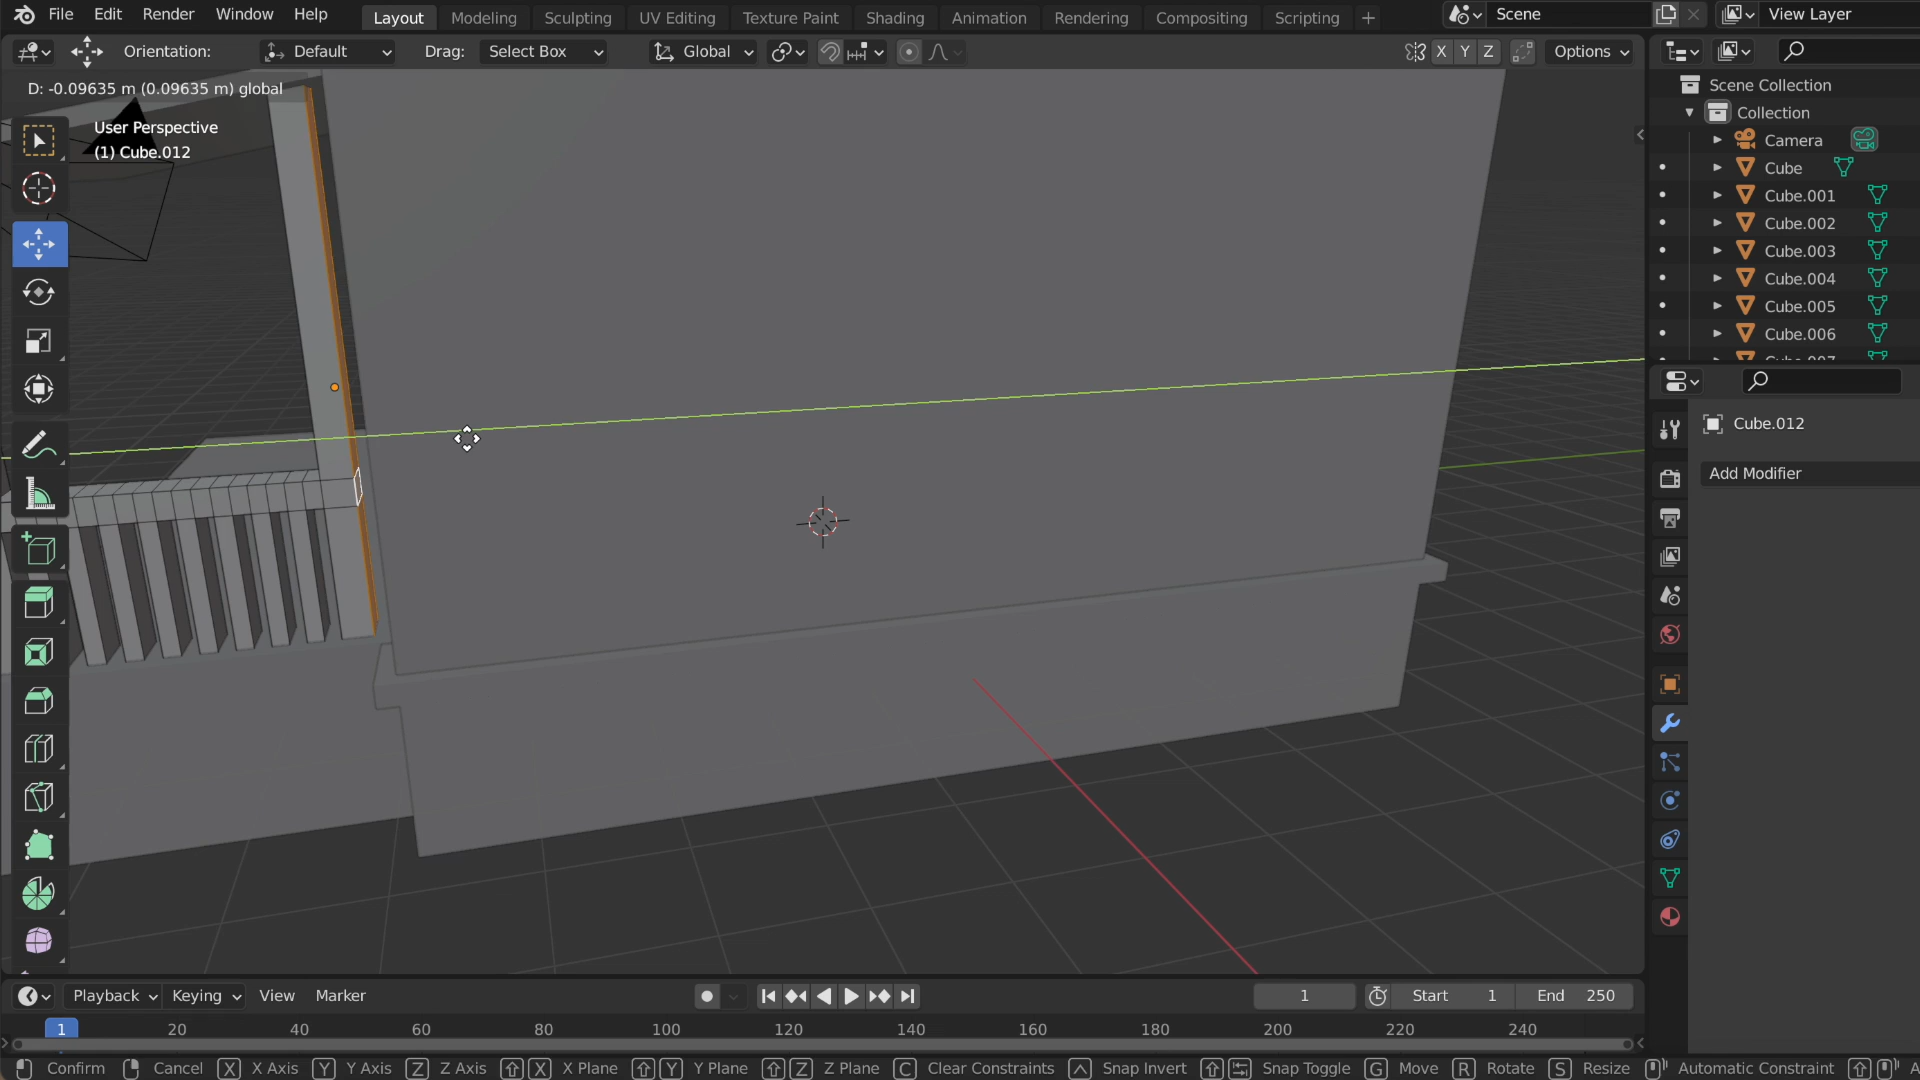 File Edit Render Window Help Layout Modeling Sculpting UV Editing Texture Paint Shading Animation Rendering Compositing Scripting Scene View Layer
Orientation: Default Drag: Select Box Global X Y Z Options
D: -0.09635 m (0.09635 m) global
User Perspective
(1) Cube.012
Scene Collection
Collection
Camera
Cube
Cube.001
Cube.002
Cube.003
Cube.004
Cube.005
Cube.006
Cube.012
Add Modifier
Playback Keying View Marker 1 Start 1 End 250
1 20 40 60 80 100 120 140 160 180 200 220 240
Confirm Cancel X X Axis Y Y Axis Z Z Axis X X Plane Y Y Plane Z Z Plane C Clear Constraints Snap Invert Snap Toggle G Move R Rotate S Resize Automatic Constraint